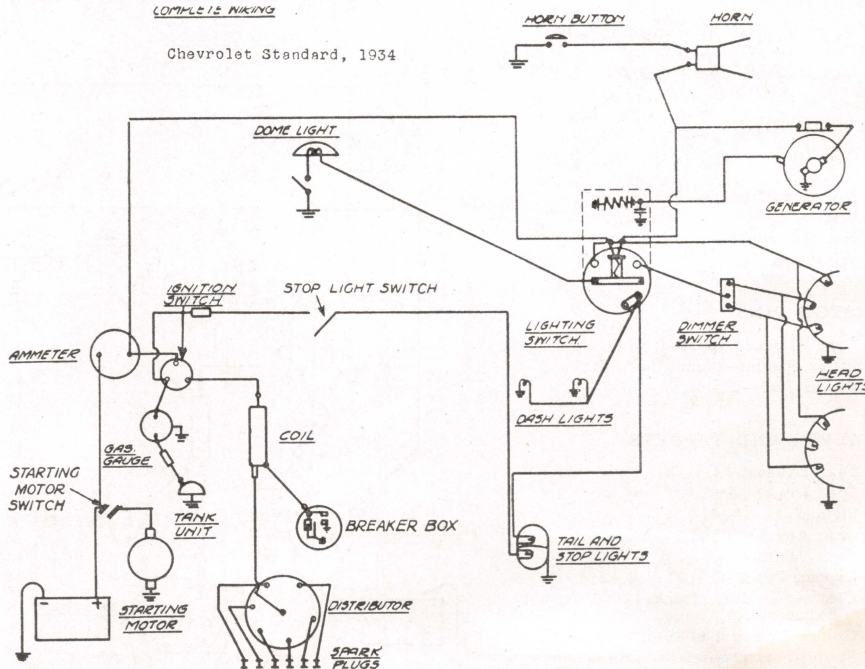 COMPLETE WIRING
Chevrolet Standard, 1934
HORN BUTTON
HORN
DOME LIGHT
GENERATOR
IGNITION
SWITCH
STOP LIGHT SWITCH
LIGHTING
SWITCH
DIMMER
SWITCH
AMMETER
HEAD
LIGHTS
DASH LIGHTS
COIL
GAS.
GAUGE
STARTING
MOTOR
SWITCH
TANK
UNIT
BREAKER BOX
TAIL AND
STOP LIGHTS
- +
STARTING
MOTOR
DISTRIBUTOR
SPARK
PLUGS